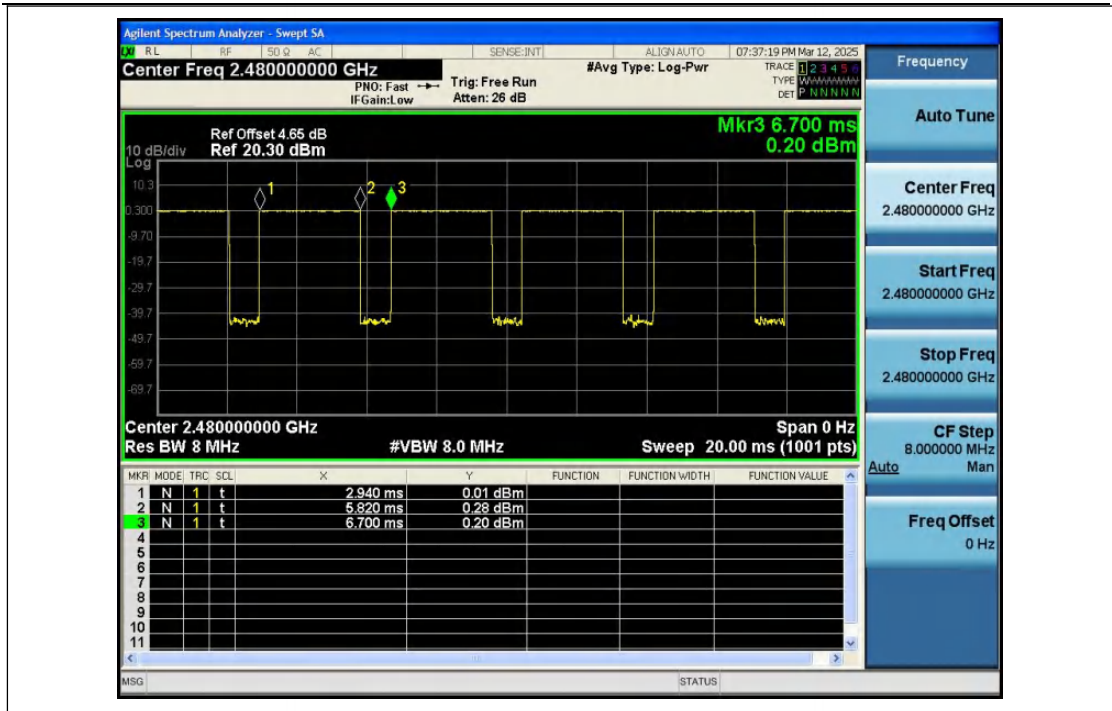 Agilent Spectrum Analyzer - Swept SA
LXI RL RF 50 Ω AC SENSE:INT ALIGNAUTO 07:37:19 PM Mar 12, 2025
Center Freq 2.480000000 GHz #Avg Type: Log-Pwr TRACE 1 2 3 4 5 6
PNO: Fast Trig: Free Run TYPE WWWWWW
IFGain:Low Atten: 26 dB DET P N N N N N
Frequency
Mkr3 6.700 ms
Ref Offset 4.65 dB
10 dB/div Ref 20.30 dBm 0.20 dBm
Log
10.3
0.300
-9.70
-19.7
-29.7
-39.7
-49.7
-59.7
-69.7
1 2 3
Center 2.480000000 GHz Span 0 Hz
Res BW 8 MHz #VBW 8.0 MHz Sweep 20.00 ms (1001 pts)
MKR MODE TRC SCL X Y FUNCTION FUNCTION WIDTH FUNCTION VALUE
1 N 1 t 2.940 ms 0.01 dBm
2 N 1 t 5.820 ms 0.28 dBm
3 N 1 t 6.700 ms 0.20 dBm
4
5
6
7
8
9
10
11
MSG STATUS
Auto Tune
Center Freq
2.480000000 GHz
Start Freq
2.480000000 GHz
Stop Freq
2.480000000 GHz
CF Step
8.000000 MHz
Auto Man
Freq Offset
0 Hz